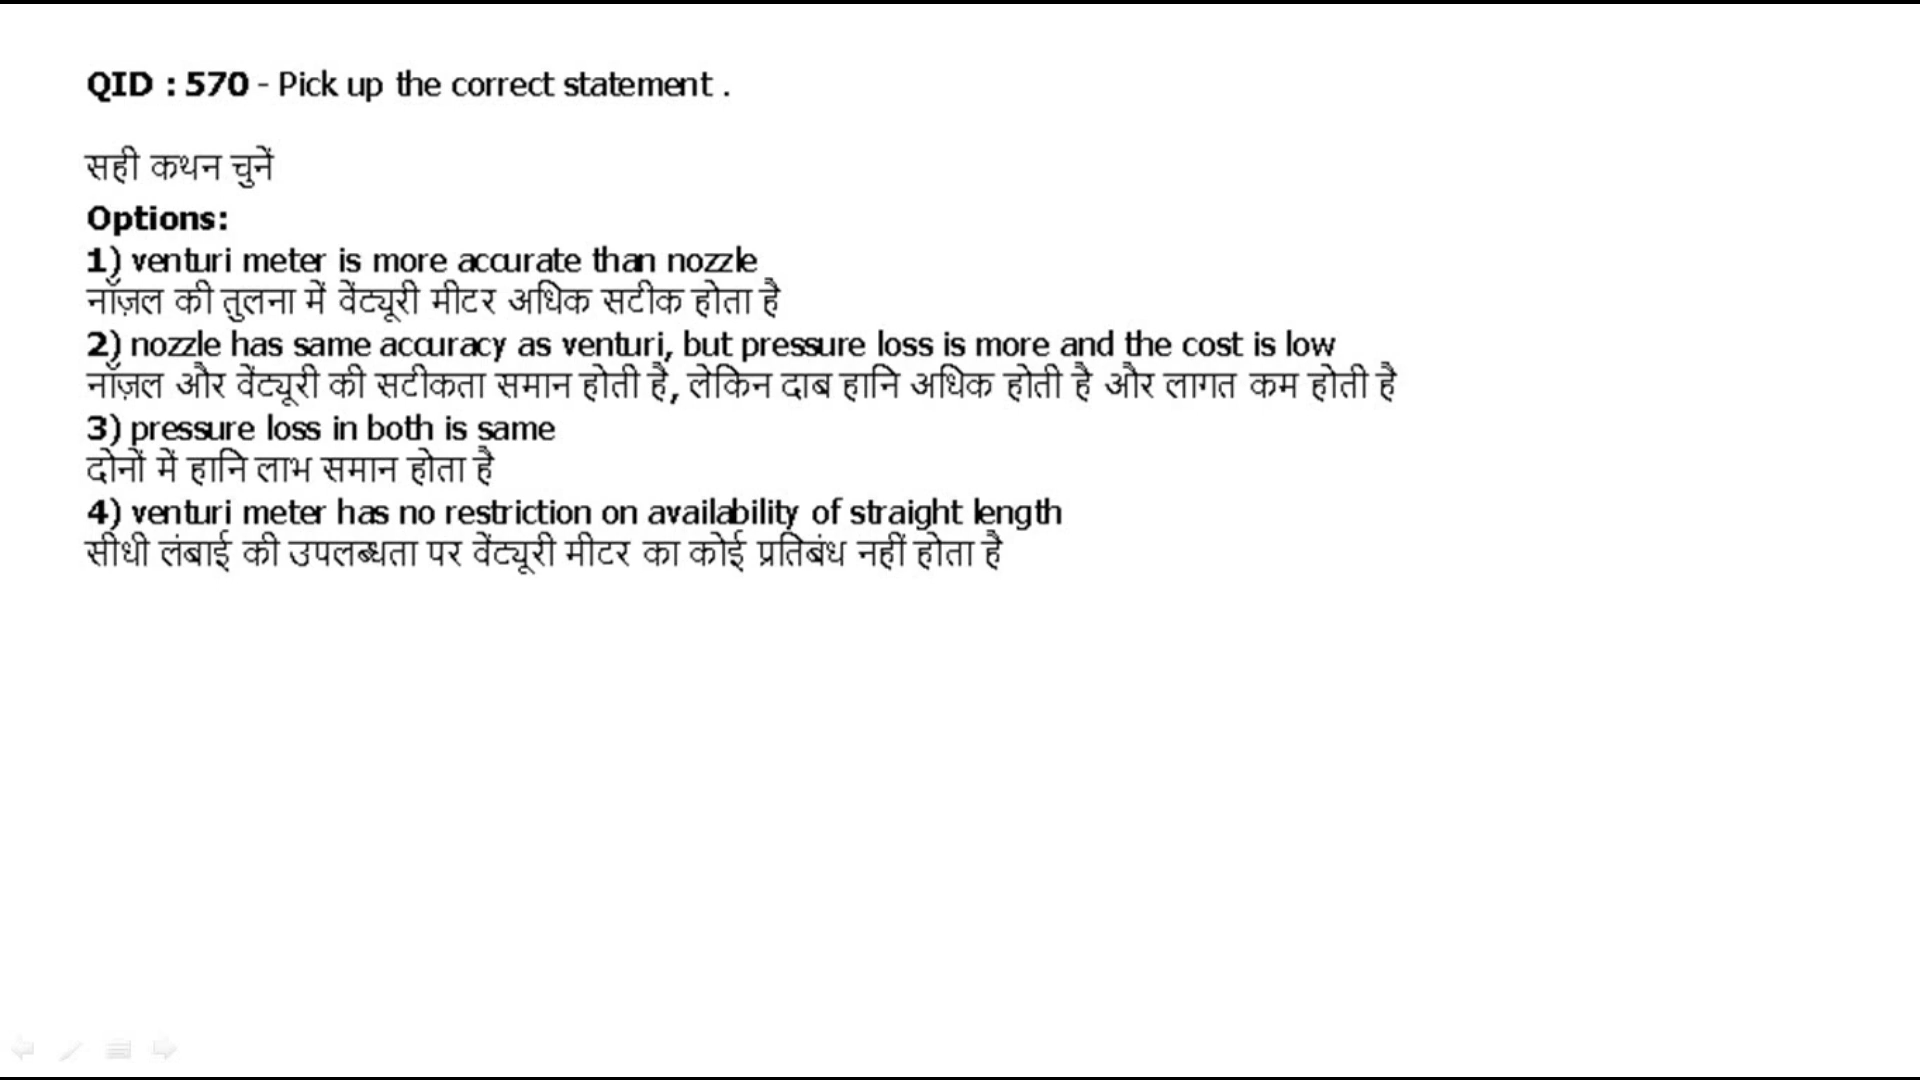 QID : 570 - Pick up the correct statement .
सही कथन चुनें
Options:
1) venturi meter is more accurate than nozzle
नॉज़ल की तुलना में वेंट्यूरी मीटर अधिक सटीक होता है
2) nozzle has same accuracy as venturi, but pressure loss is more and the cost is low
नॉज़ल और वेंट्यूरी की सटीकता समान होती है, लेकिन दाब हानि अधिक होती है और लागत कम होती है
3) pressure loss in both is same
दोनों में हानि लाभ समान होता है
4) venturi meter has no restriction on availability of straight length
सीधी लंबाई की उपलब्धता पर वेंट्यूरी मीटर का कोई प्रतिबंध नहीं होता है